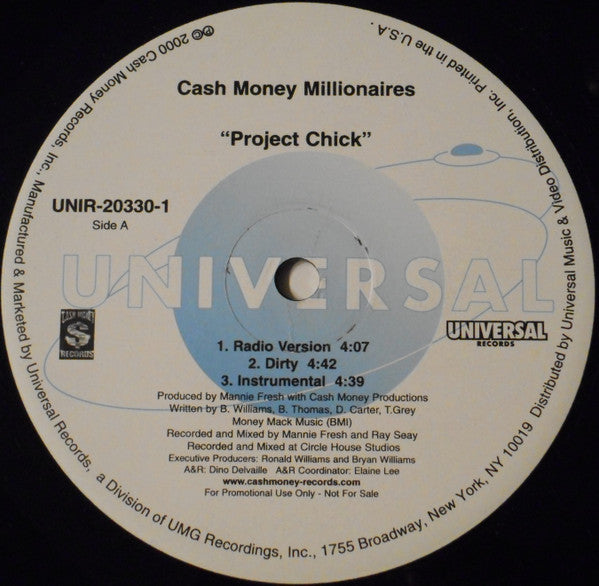 Cash Money Millionaires
“Project Chick”
UNIR-20330-1
Side A
UNIVERSAL
CASH MONEY
$
RECORDS
UNIVERSAL
RECORDS
1. Radio Version 4:07
2. Dirty 4:42
3. Instrumental 4:39
Produced by Mannie Fresh with Cash Money Productions
Written by B. Williams, B. Thomas, D. Carter, T.Grey
Money Mack Music (BMI)
Recorded and Mixed by Mannie Fresh and Ray Seay
Recorded and Mixed at Circle House Studios
Executive Producers: Ronald Williams and Bryan Williams
A&R: Dino Delvaille A&R Coordinator: Elaine Lee
www.cashmoney-records.com
For Promotional Use Only - Not For Sale
℗© 2000 Cash Money Records, Inc., Manufactured & Marketed by Universal Records, a Division of UMG Recordings, Inc., 1755 Broadway, New York, NY 10019 Distributed by Universal Music & Video Distribution, Inc. Printed in the U.S.A.